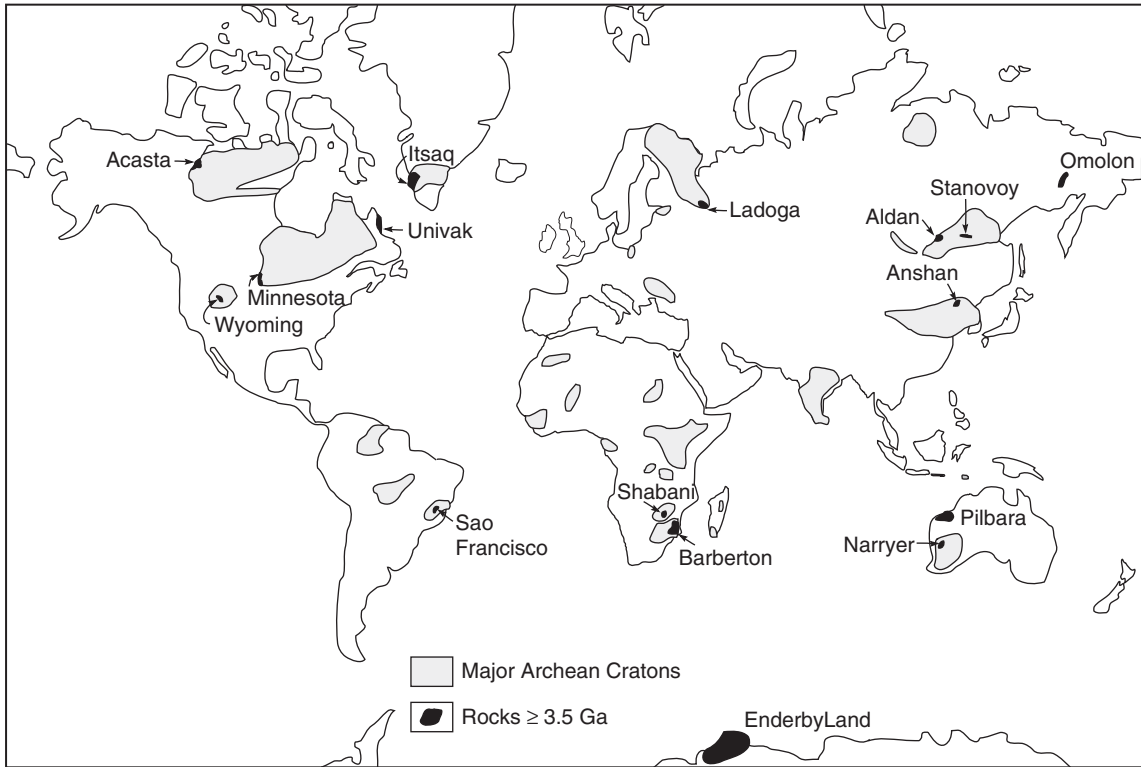 Acasta
Itsaq
Univak
Minnesota
Wyoming
Ladoga
Omolon
Stanovoy
Aldan
Anshan
Sao
Francisco
Shabani
Barberton
Pilbara
Narryer
Major Archean Cratons
Rocks ≥ 3.5 Ga
EnderbyLand